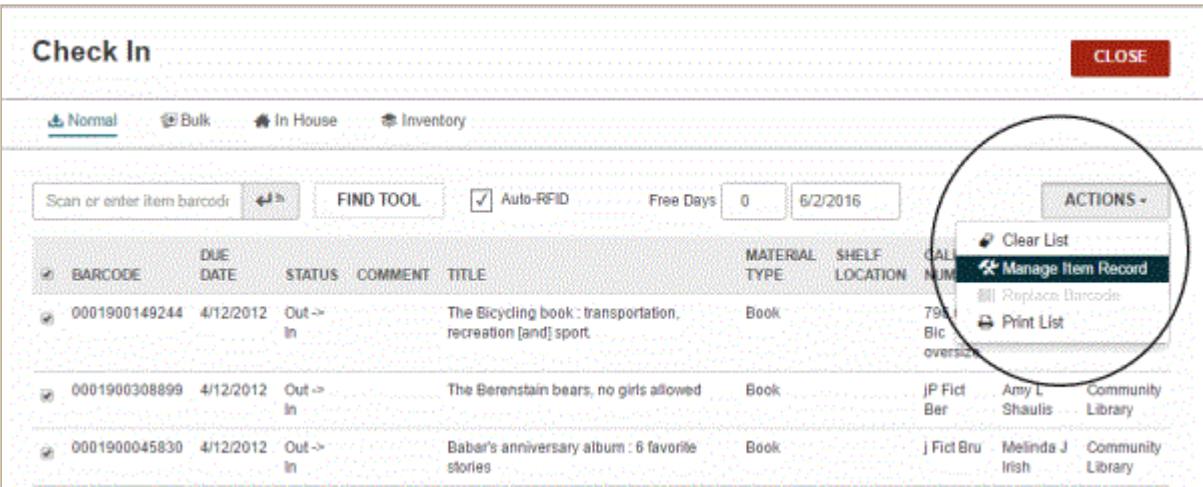 Check In
CLOSE
Normal Bulk In House Inventory
Scan or enter item barcode FIND TOOL Auto-RFID Free Days 0 6/2/2016 ACTIONS
Clear List
Manage Item Record
Replace Barcode
Print List
DUE MATERIAL SHELF CAL
BARCODE DATE STATUS COMMENT TITLE TYPE LOCATION NUM
0001900149244 4/12/2012 Out -> The Bicycling book : transportation, Book
In recreation [and] sport. Bic
oversize
0001900308899 4/12/2012 Out -> The Berenstain bears, no girls allowed Book jP Fict Amy L Community
In Ber Shaulis Library
0001900045830 4/12/2012 Out -> Babar's anniversary album : 6 favorite Book j Fict Bru Melinda J Community
In stories Irish Library